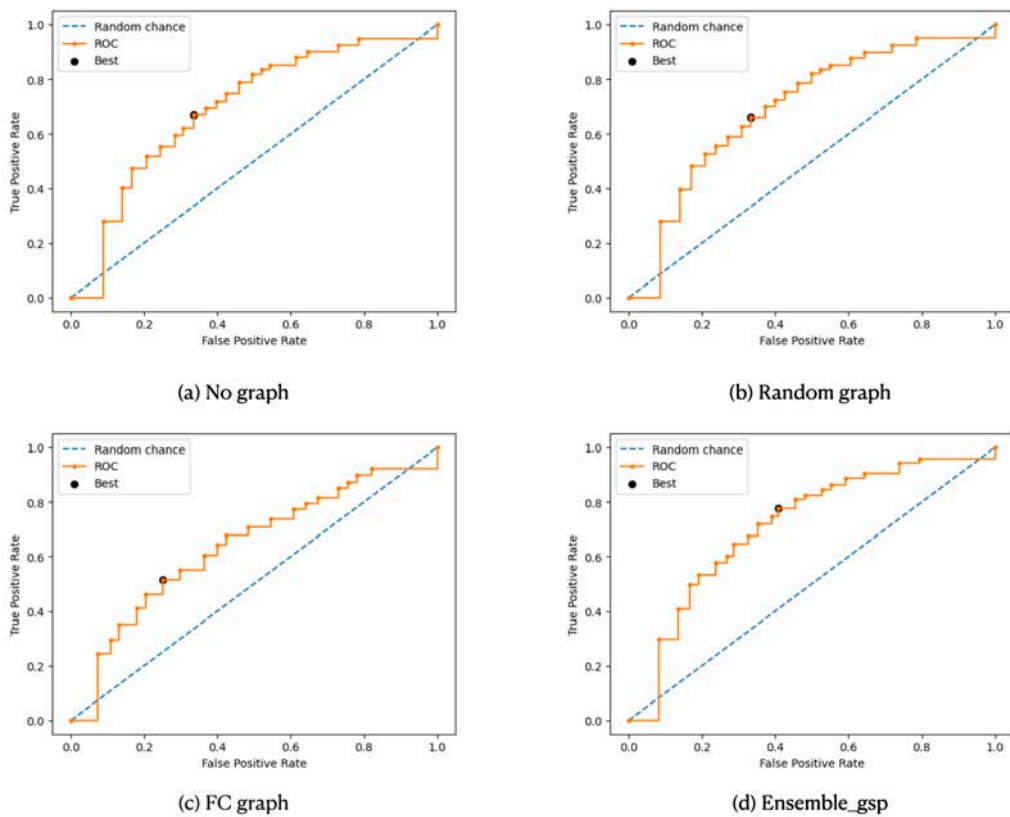 Random chance
ROC
Best
1.0
0.8
0.6
0.4
0.2
0.0
True Positive Rate
0.0 0.2 0.4 0.6 0.8 1.0
False Positive Rate
(a) No graph
Random chance
ROC
Best
1.0
0.8
0.6
0.4
0.2
0.0
True Positive Rate
0.0 0.2 0.4 0.6 0.8 1.0
False Positive Rate
(b) Random graph
Random chance
ROC
Best
1.0
0.8
0.6
0.4
0.2
0.0
True Positive Rate
0.0 0.2 0.4 0.6 0.8 1.0
False Positive Rate
(c) FC graph
Random chance
ROC
Best
1.0
0.8
0.6
0.4
0.2
0.0
True Positive Rate
0.0 0.2 0.4 0.6 0.8 1.0
False Positive Rate
(d) Ensemble_gsp